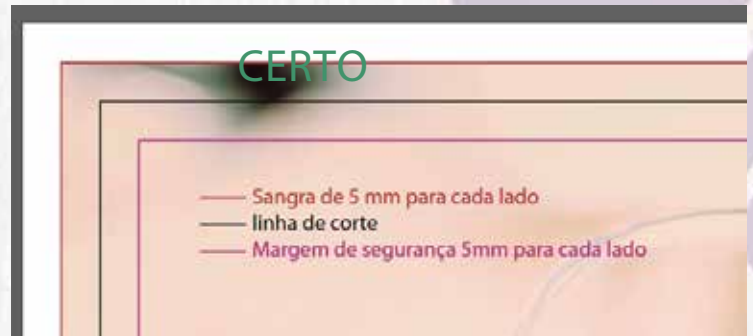 CERTO
Sangra de 5 mm para cada lado
linha de corte
Margem de segurança 5mm para cada lado